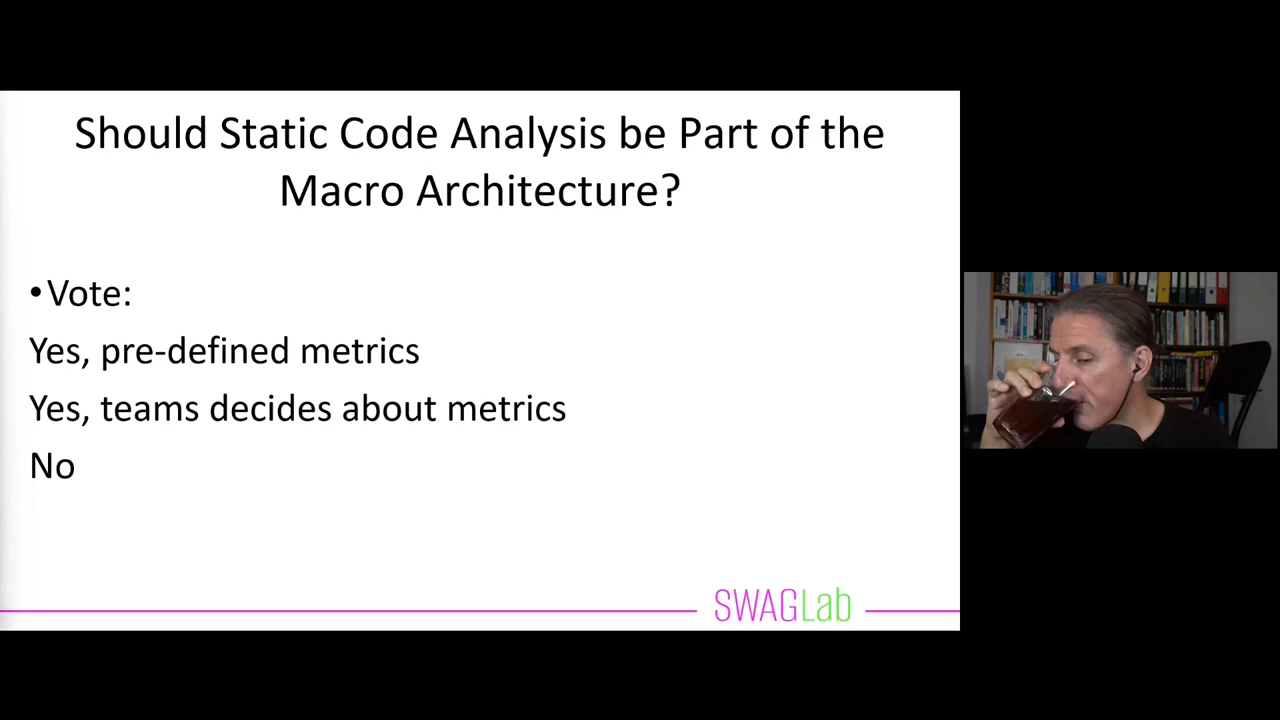 Should Static Code Analysis be Part of the
Macro Architecture?
•Vote:
Yes, pre-defined metrics
Yes, teams decides about metrics
No
SWAGLab